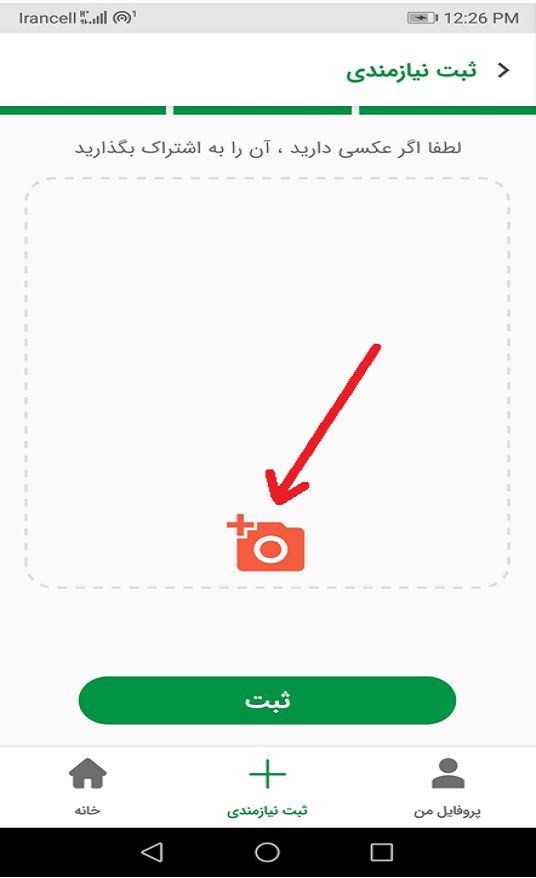 Irancell 12:26 PM
ثبت نیازمندی
لطفا اگر عکسی دارید ، آن را به اشتراک بگذارید
ثبت
پروفایل من
ثبت نیازمندی
خانه